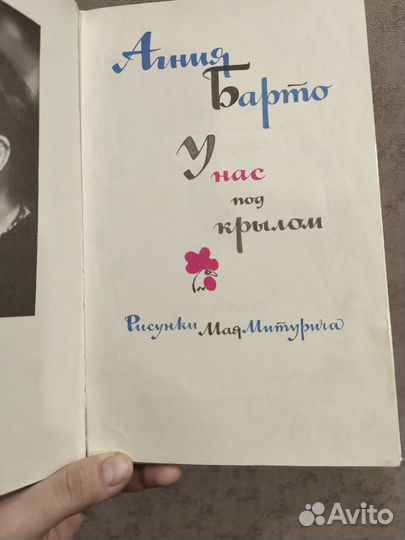 Агния
Барто
У нас
под
крылом
Рисунки Мая Митурича
Avito